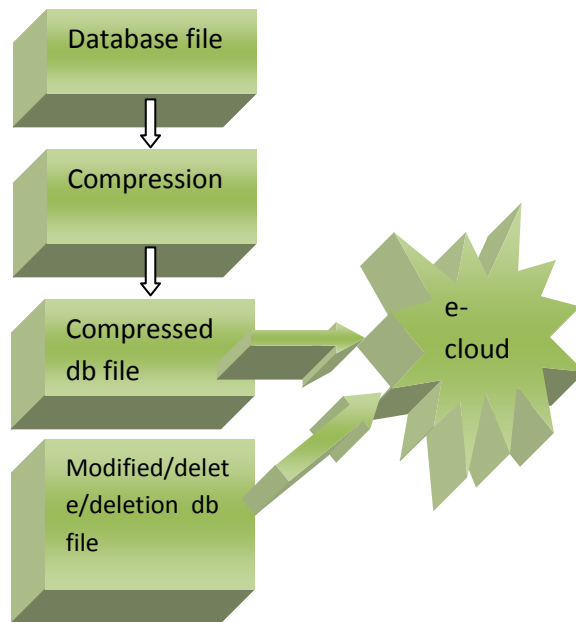 Database file
Compression
Compressed
db file
e-
cloud
Modified/delet
e/deletion db
file